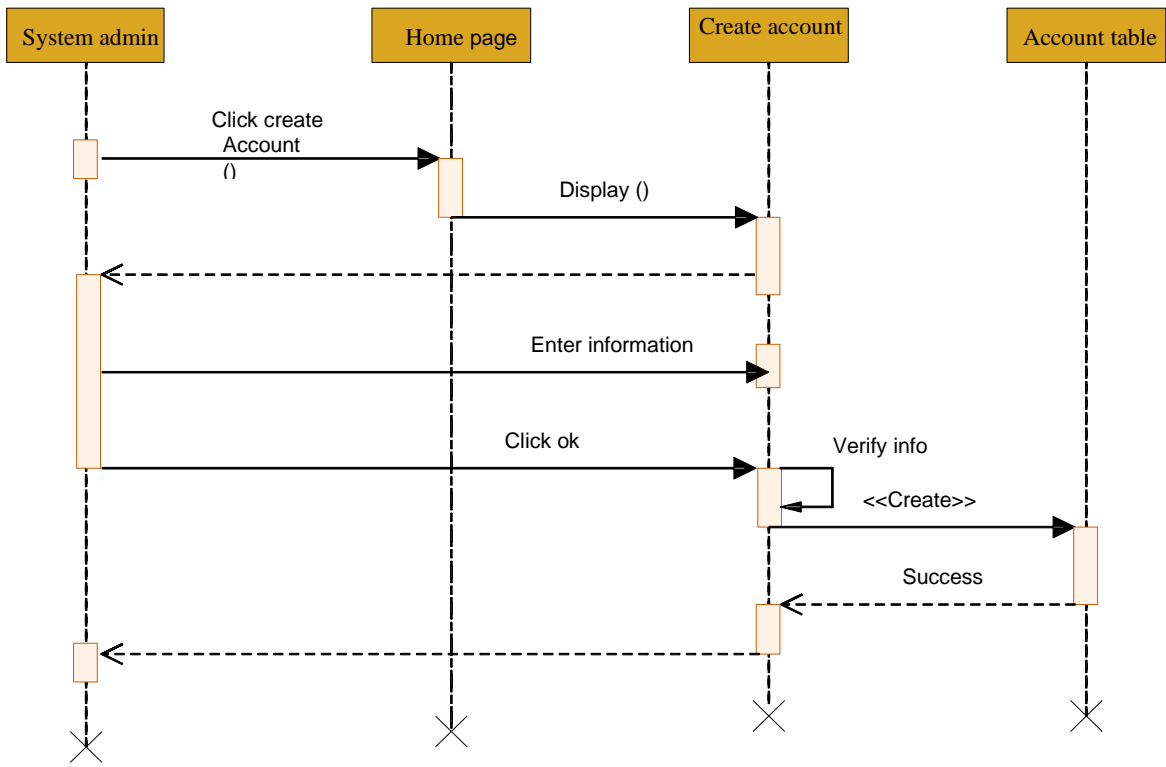 System admin
Home page
Create account
Account table
Click create
Account
()
Display ()
Enter information
Click ok
Verify info
<<Create>>
Success